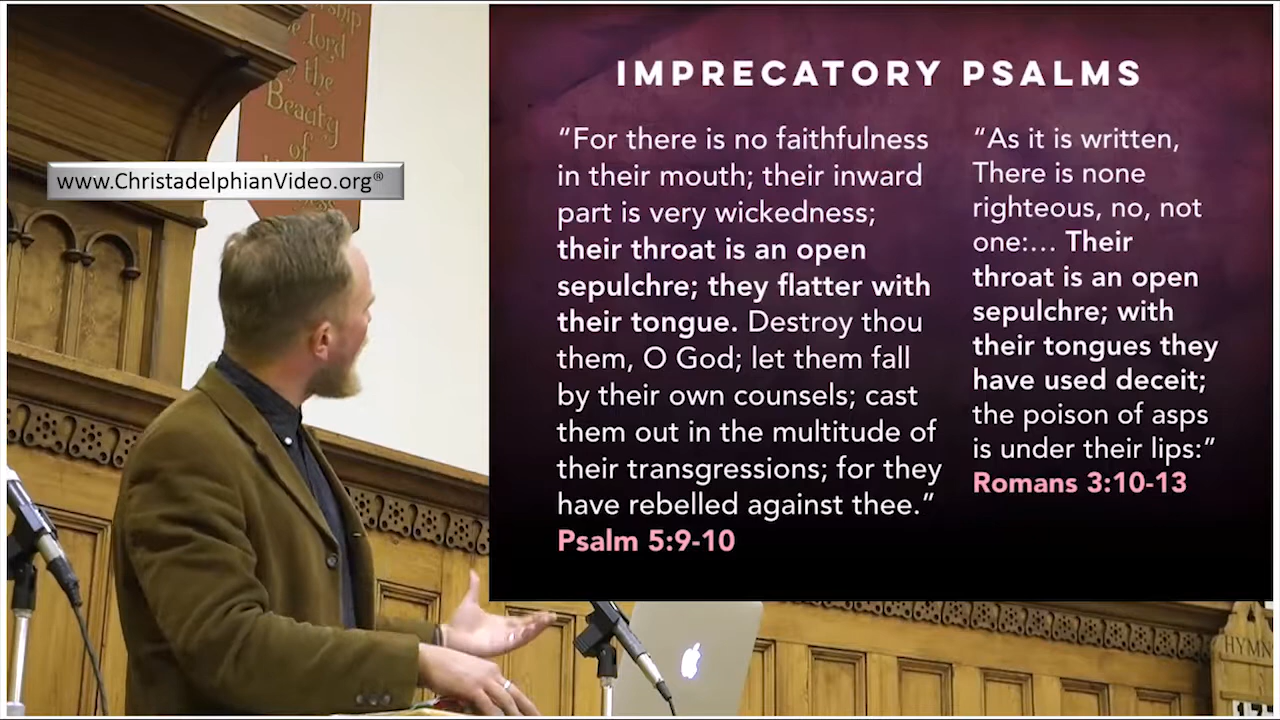 rship
e lord
the
Beauty
of
www.ChristadelphianVideo.org®
IMPRECATORY PSALMS
“For there is no faithfulness
in their mouth; their inward
part is very wickedness;
their throat is an open
sepulchre; they flatter with
their tongue. Destroy thou
them, O God; let them fall
by their own counsels; cast
them out in the multitude of
their transgressions; for they
have rebelled against thee.”
Psalm 5:9-10
“As it is written,
There is none
righteous, no, not
one:… Their
throat is an open
sepulchre; with
their tongues they
have used deceit;
the poison of asps
is under their lips:”
Romans 3:10-13
HYMN